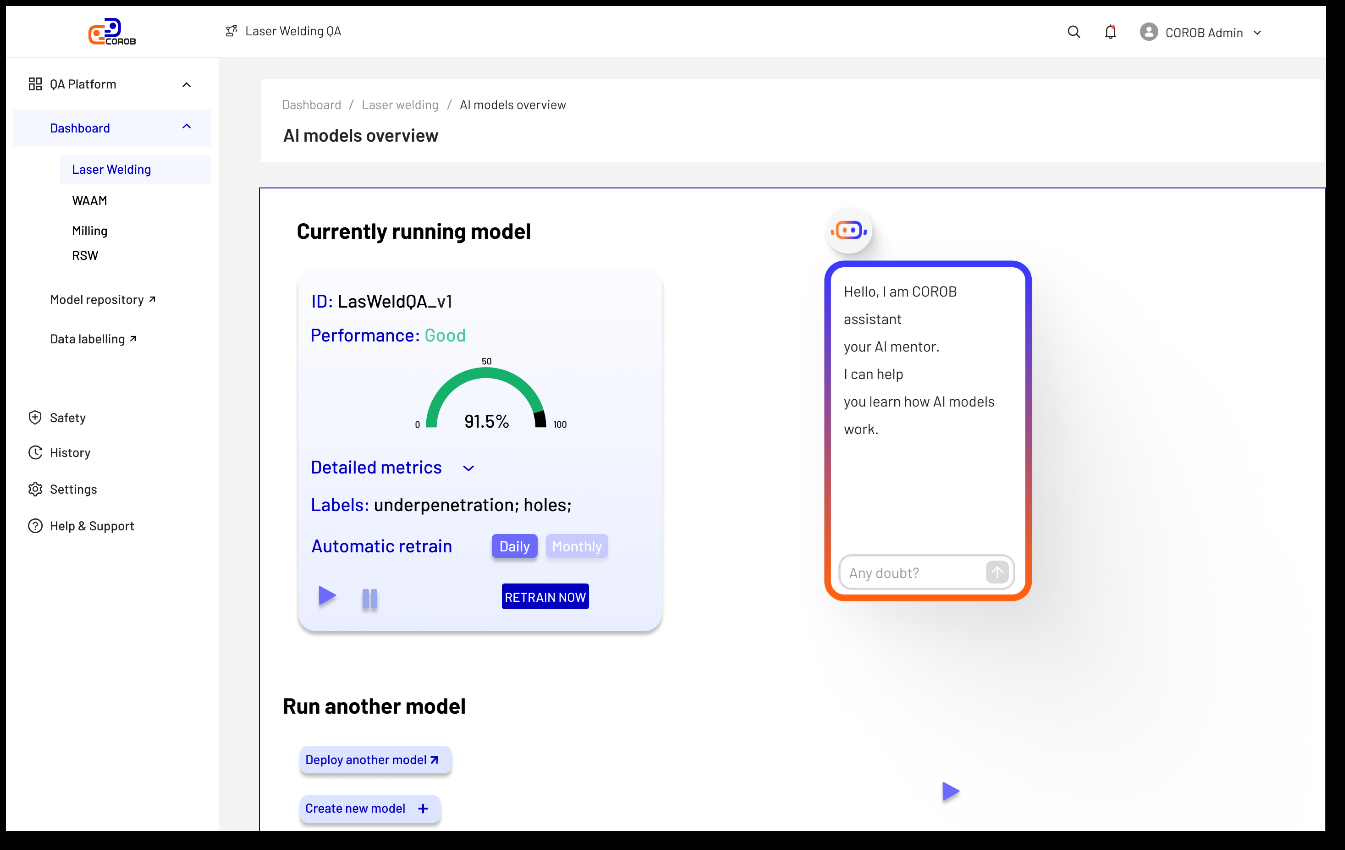 COROB
Laser Welding QA
COROB Admin
QA Platform
Dashboard
Laser Welding
WAAM
Milling
RSW
Model repository
Data labelling
Safety
History
Settings
Help & Support
Dashboard / Laser welding / AI models overview
AI models overview
Currently running model
ID: LasWeldQA_v1
Performance: Good
50
0 91.5% 100
Detailed metrics
Labels: underpenetration; holes;
Automatic retrain Daily Monthly
RETRAIN NOW
Hello, I am COROB
assistant
your AI mentor.
I can help
you learn how AI models
work.
Any doubt?
Run another model
Deploy another model
Create new model +